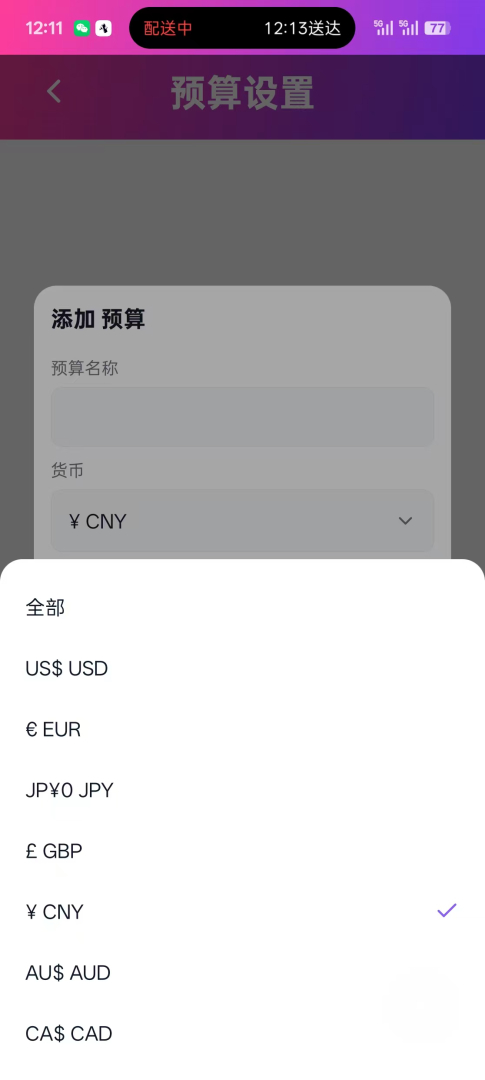 12:11
配送中
12:13送达
5G
5G
77
预算设置
添加 预算
预算名称
货币
¥ CNY
全部
US$ USD
€ EUR
JP¥0 JPY
£ GBP
¥ CNY
AU$ AUD
CA$ CAD